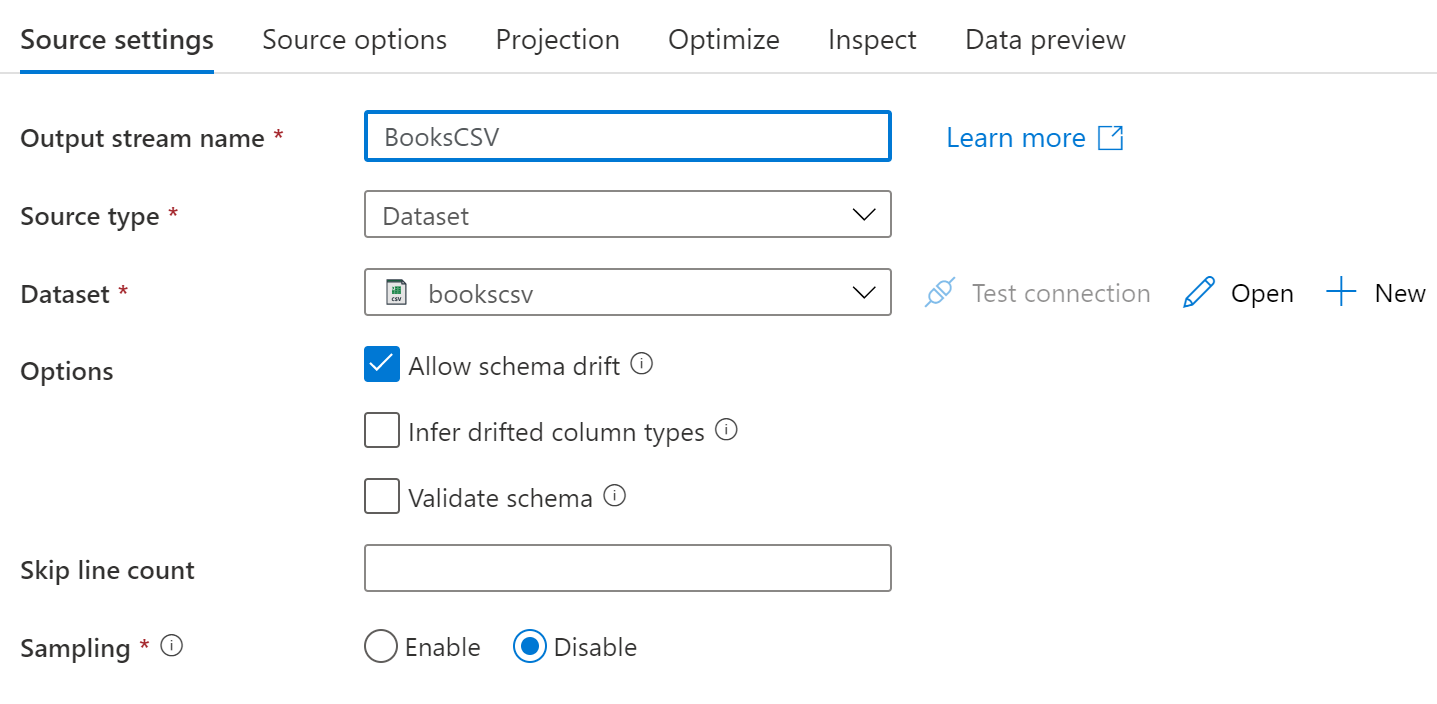 Source settings Source options Projection Optimize Inspect Data preview
Output stream name * BooksCSV Learn more
Source type * Dataset
Dataset * CSV bookscsv Test connection Open New
Options Allow schema drift
Infer drifted column types
Validate schema
Skip line count
Sampling * Enable Disable